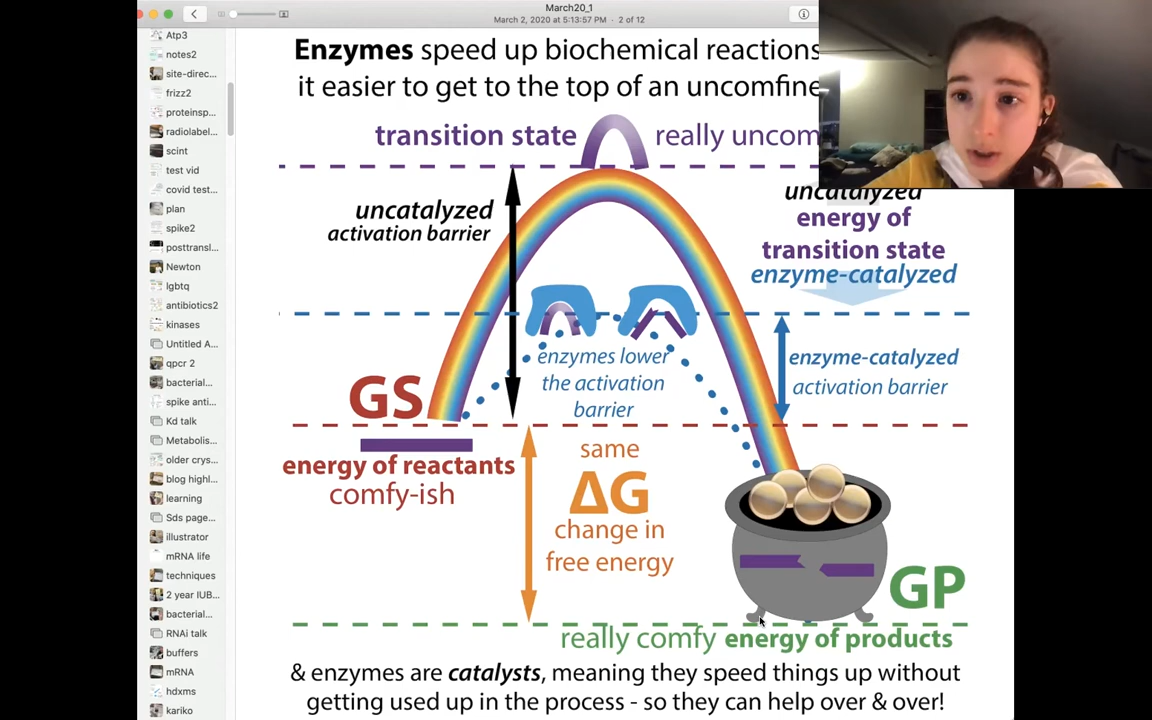 March20_1
March 2, 2020 at 5:13:57 PM · 2 of 12
Atp3
notes2
site-direc...
frizz2
proteinsp...
radiolabel...
scint
test vid
covid test...
plan
spike2
posttransl...
Newton
lgbtq
antibiotics2
kinases
Untitled A...
qpcr 2
bacterial...
spike anti...
Kd talk
Metabolis...
older crys...
blog highl...
learning
Sds page...
illustrator
mRNA life
techniques
2 year IUB...
bacterial...
RNAi talk
buffers
mRNA
hdxms
kariko
Enzymes speed up biochemical reactions
it easier to get to the top of an uncomfine
transition state really uncom
uncatalyzed
activation barrier
uncatalyzed
energy of
transition state
enzyme-catalyzed
enzymes lower
the activation
barrier
enzyme-catalyzed
activation barrier
GS
energy of reactants
comfy-ish
same
ΔG
change in
free energy
GP
really comfy energy of products
& enzymes are catalysts, meaning they speed things up without
getting used up in the process - so they can help over & over!